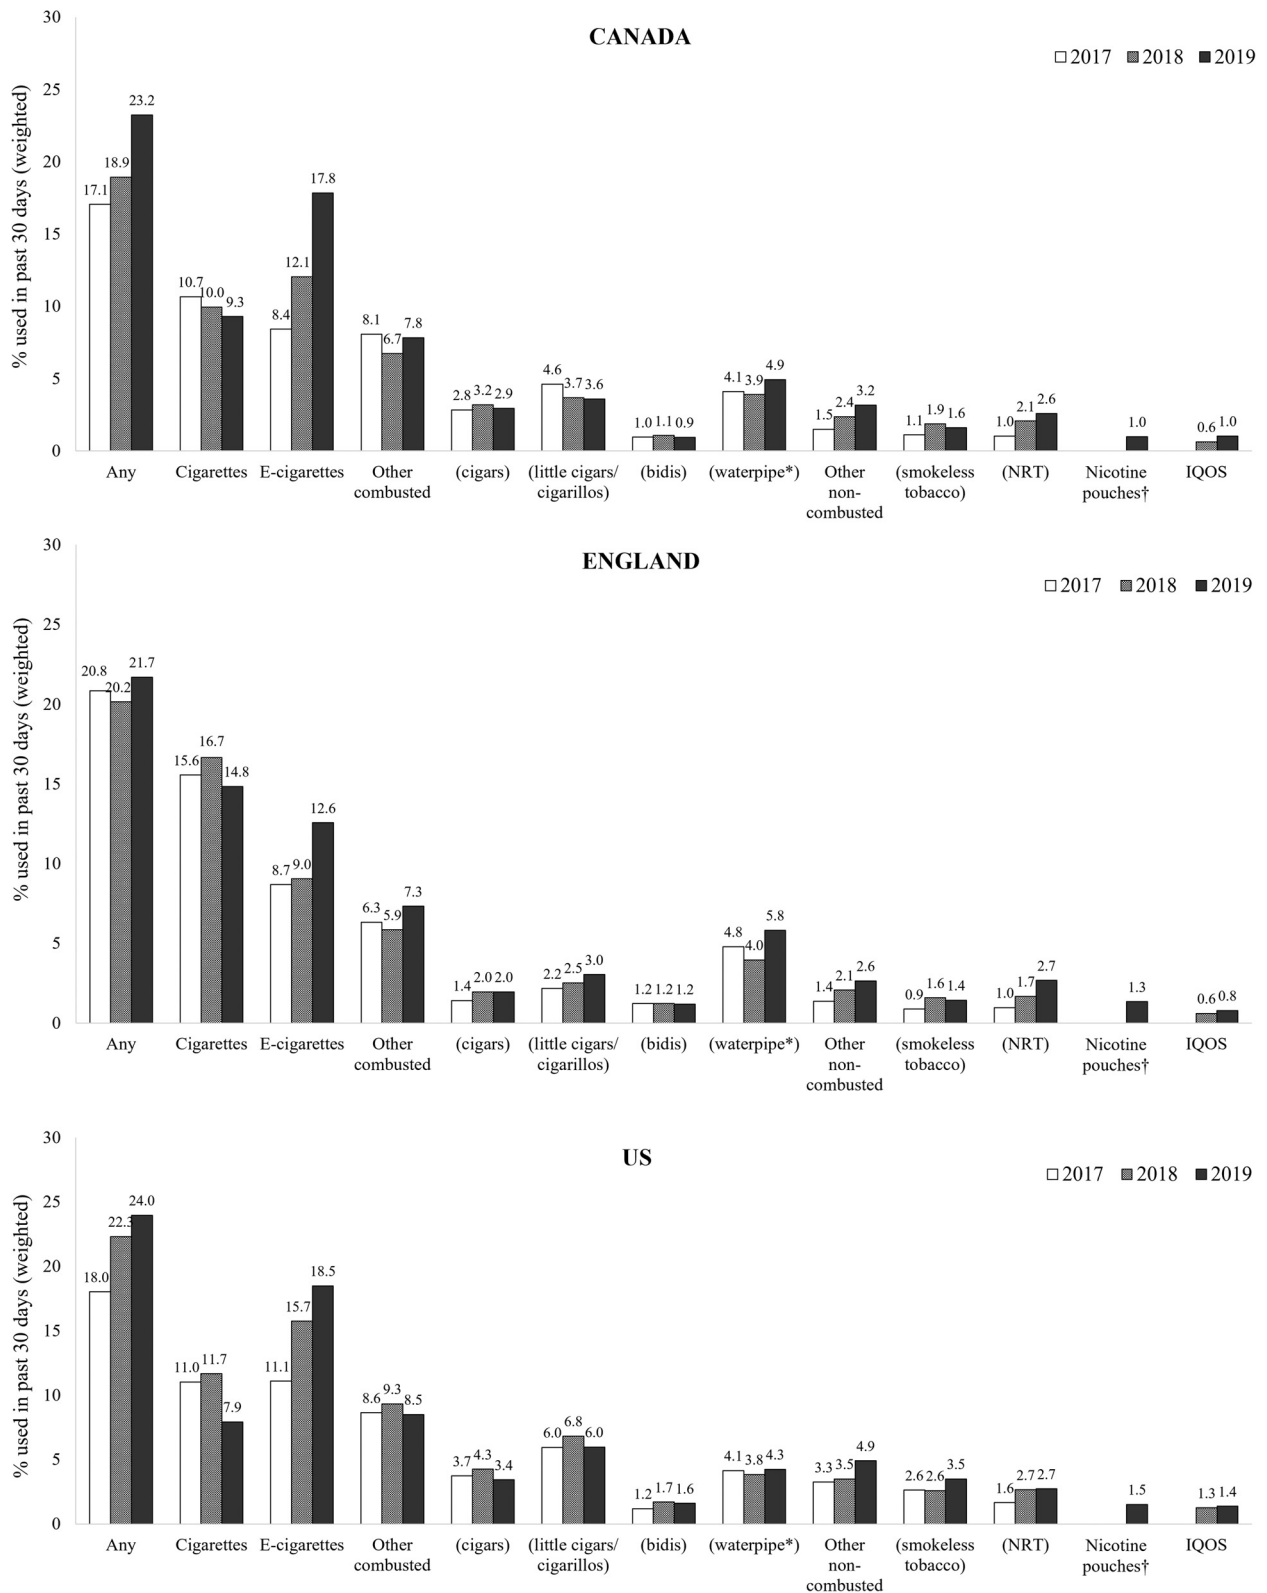 CANADA
2017 2018 2019
% used in past 30 days (weighted)
30
25
20
15
10
5
0
17.1 18.9 23.2
10.7 10.0 9.3
8.4 12.1 17.8
8.1 6.7 7.8
2.8 3.2 2.9
4.6 3.7 3.6
1.0 1.1 0.9
4.1 3.9 4.9
1.5 2.4 3.2
1.1 1.9 1.6
1.0 2.1 2.6
1.0
0.6 1.0
Any
Cigarettes
E-cigarettes
Other
combusted
(cigars)
(little cigars/
cigarillos)
(bidis)
(waterpipe*)
Other
non-
combusted
(smokeless
tobacco)
(NRT)
Nicotine
pouches†
IQOS
ENGLAND
2017 2018 2019
% used in past 30 days (weighted)
30
25
20
15
10
5
0
20.8 20.2 21.7
15.6 16.7 14.8
8.7 9.0 12.6
6.3 5.9 7.3
1.4 2.0 2.0
2.2 2.5 3.0
1.2 1.2 1.2
4.8 4.0 5.8
1.4 2.1 2.6
0.9 1.6 1.4
1.0 1.7 2.7
1.3
0.6 0.8
Any
Cigarettes
E-cigarettes
Other
combusted
(cigars)
(little cigars/
cigarillos)
(bidis)
(waterpipe*)
Other
non-
combusted
(smokeless
tobacco)
(NRT)
Nicotine
pouches†
IQOS
US
2017 2018 2019
% used in past 30 days (weighted)
30
25
20
15
10
5
0
18.0 22.3 24.0
11.0 11.7 7.9
11.1 15.7 18.5
8.6 9.3 8.5
3.7 4.3 3.4
6.0 6.8 6.0
1.2 1.7 1.6
4.1 3.8 4.3
3.3 3.5 4.9
2.6 2.6 3.5
1.6 2.7 2.7
1.5
1.3 1.4
Any
Cigarettes
E-cigarettes
Other
combusted
(cigars)
(little cigars/
cigarillos)
(bidis)
(waterpipe*)
Other
non-
combusted
(smokeless
tobacco)
(NRT)
Nicotine
pouches†
IQOS